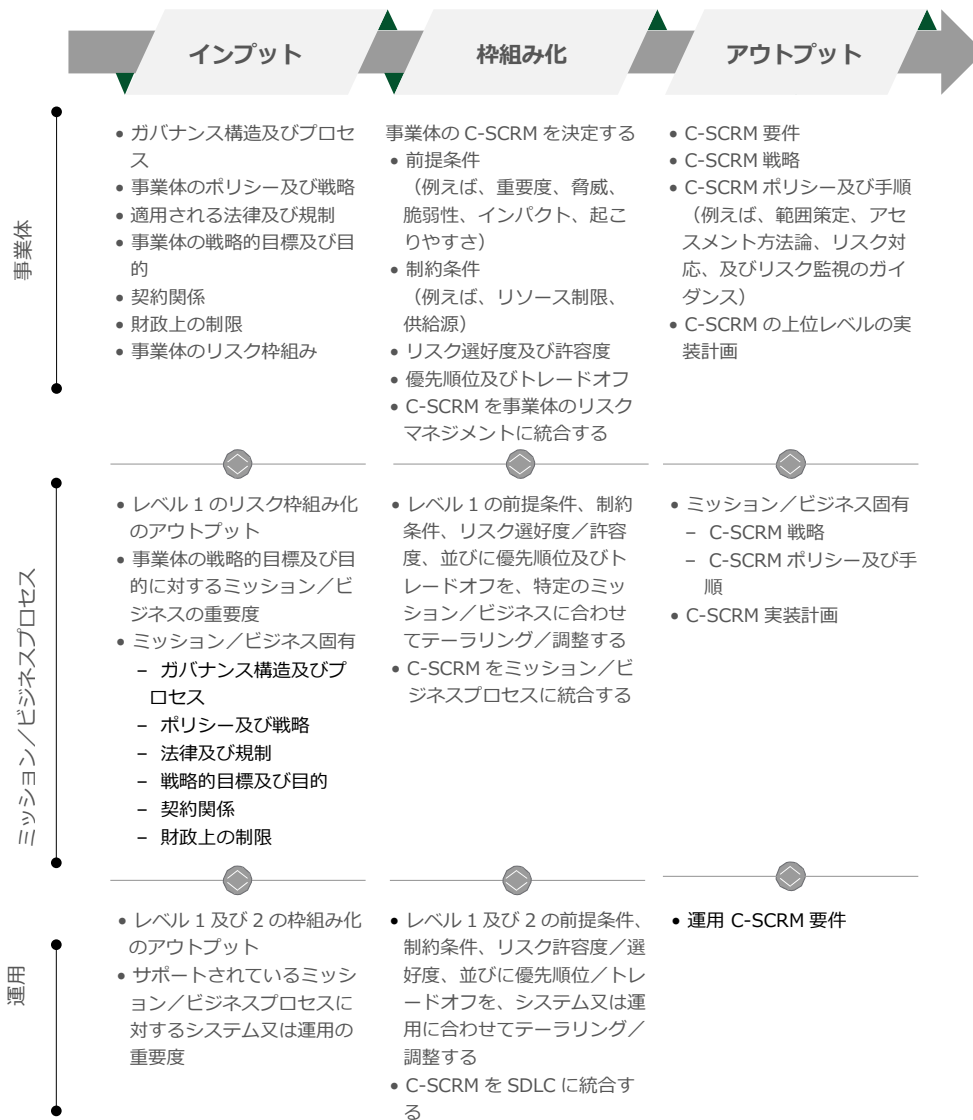 インプット
枠組み化
アウトプット
事業体
• ガバナンス構造及びプロセ
ス
• 事業体のポリシー及び戦略
• 適用される法律及び規制
• 事業体の戦略的目標及び目
的
• 契約関係
• 財政上の制限
• 事業体のリスク枠組み
事業体の C-SCRM を決定する
• 前提条件
（例えば、重要度、脅威、
脆弱性、インパクト、起こ
りやすさ）
• 制約条件
（例えば、リソース制限、
供給源）
• リスク選好度及び許容度
• 優先順位及びトレードオフ
• C-SCRM を事業体のリスク
マネジメントに統合する
• C-SCRM 要件
• C-SCRM 戦略
• C-SCRM ポリシー及び手順
（例えば、範囲策定、アセ
スメント方法論、リスク対
応、及びリスク監視のガイ
ダンス）
• C-SCRM の上位レベルの実
装計画
ミッション／ビジネスプロセス
• レベル 1 のリスク枠組み化
のアウトプット
• 事業体の戦略的目標及び目
的に対するミッション／ビ
ジネスの重要度
• ミッション／ビジネス固有
− ガバナンス構造及びプ
ロセス
− ポリシー及び戦略
− 法律及び規制
− 戦略的目標及び目的
− 契約関係
− 財政上の制限
• レベル 1 の前提条件、制約
条件、リスク選好度／許容
度、並びに優先順位及びト
レードオフを、特定のミッ
ション／ビジネスに合わせ
てテーラリング／調整する
• C-SCRM をミッション／ビ
ジネスプロセスに統合する
• ミッション／ビジネス固有
− C-SCRM 戦略
− C-SCRM ポリシー及び手
順
• C-SCRM 実装計画
運用
• レベル 1 及び 2 の枠組み化
のアウトプット
• サポートされているミッシ
ョン／ビジネスプロセスに
対するシステム又は運用の
重要度
• レベル 1 及び 2 の前提条件、
制約条件、リスク許容度／選
好度、並びに優先順位／トレ
ードオフを、システム又は運
用に合わせてテーラリング／
調整する
• C-SCRM を SDLC に統合す
る
• 運用 C-SCRM 要件